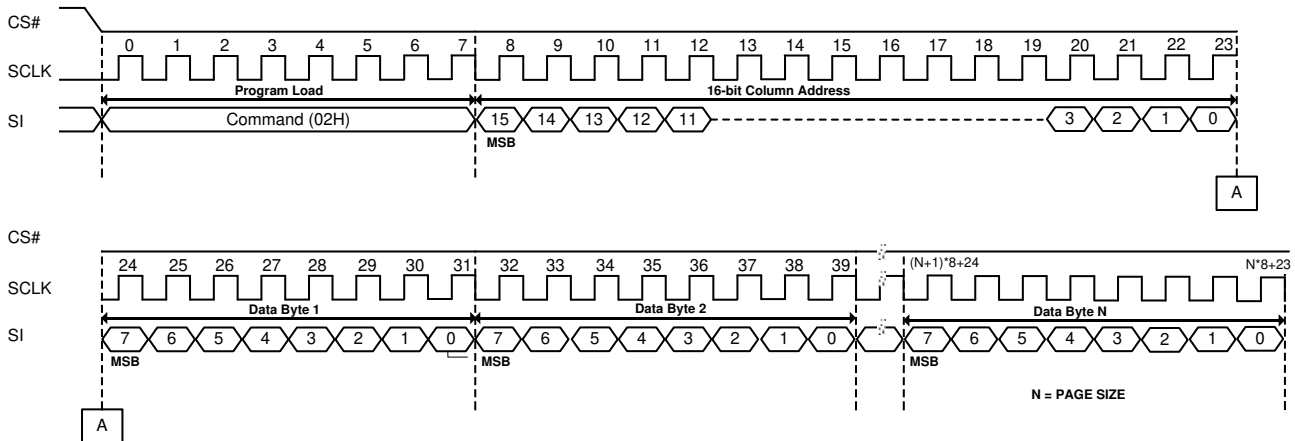 CS#
0 1 2 3 4 5 6 7 8 9 10 11 12 13 14 15 16 17 18 19 20 21 22 23
SCLK
Program Load 16-bit Column Address
SI Command (02H) 15 14 13 12 11 3 2 1 0
MSB
A
CS#
24 25 26 27 28 29 30 31 32 33 34 35 36 37 38 39 (N+1)*8+24 N*8+23
SCLK
Data Byte 1 Data Byte 2 Data Byte N
SI 7 6 5 4 3 2 1 0 7 6 5 4 3 2 1 0 7 6 5 4 3 2 1 0
MSB MSB MSB
N = PAGE SIZE
A